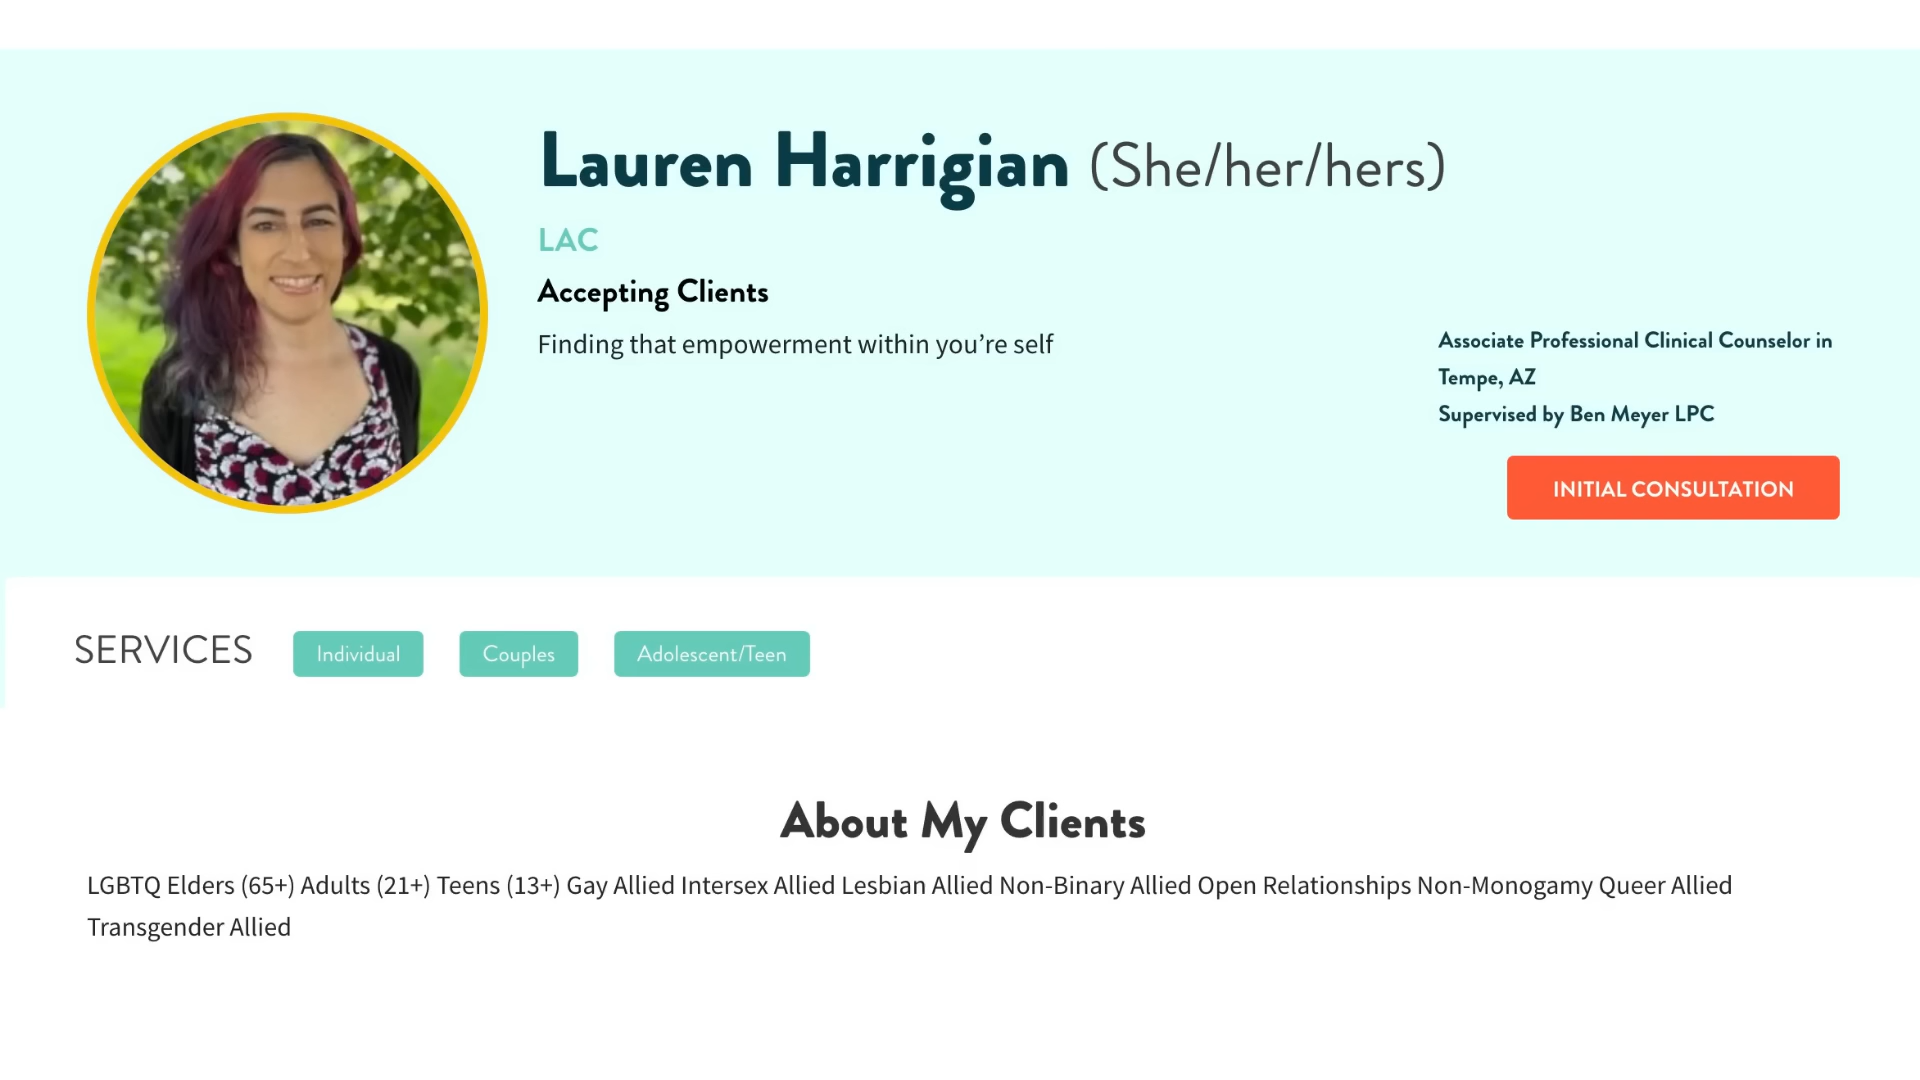 Lauren Harrigian (She/her/hers)
LAC
Accepting Clients
Finding that empowerment within you’re self
Associate Professional Clinical Counselor in
Tempe, AZ
Supervised by Ben Meyer LPC
INITIAL CONSULTATION
SERVICES Individual Couples Adolescent/Teen
About My Clients
LGBTQ Elders (65+) Adults (21+) Teens (13+) Gay Allied Intersex Allied Lesbian Allied Non-Binary Allied Open Relationships Non-Monogamy Queer Allied
Transgender Allied